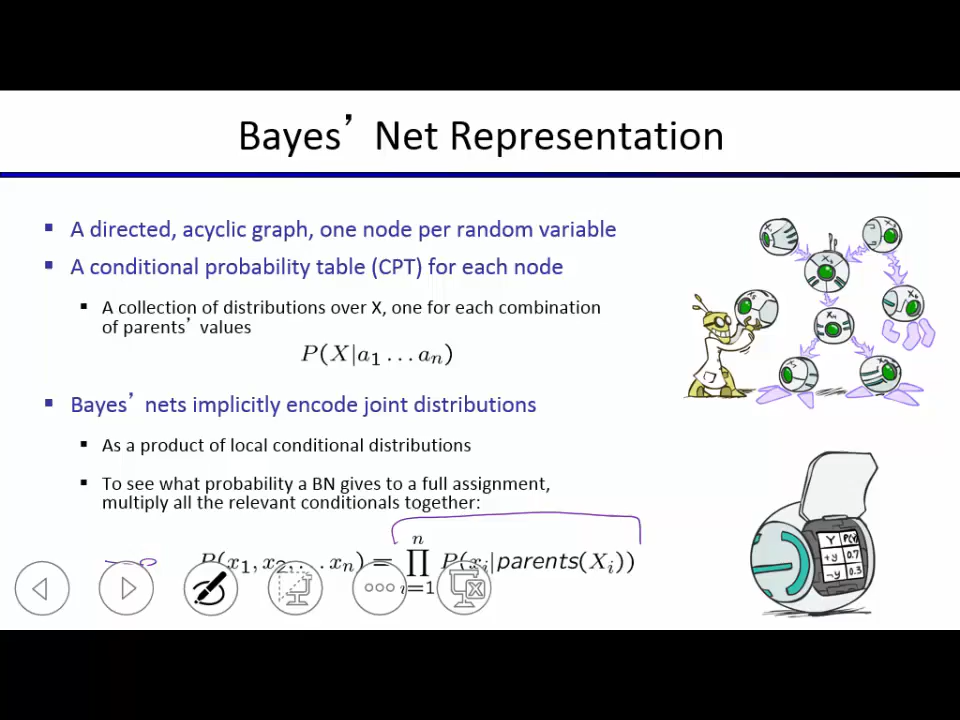 Bayes’ Net Representation
▪ A directed, acyclic graph, one node per random variable
▪ A conditional probability table (CPT) for each node
▪ A collection of distributions over X, one for each combination
of parents’ values
P(X|a₁ . . . aₙ)
▪ Bayes’ nets implicitly encode joint distributions
▪ As a product of local conditional distributions
▪ To see what probability a BN gives to a full assignment,
multiply all the relevant conditionals together:
P(x₁, x₂, . . . xₙ) = ∏ᵢ₌₁ⁿ P(xᵢ|parents(Xᵢ))
Y P(Y)
+y 0.7
¬y 0.3